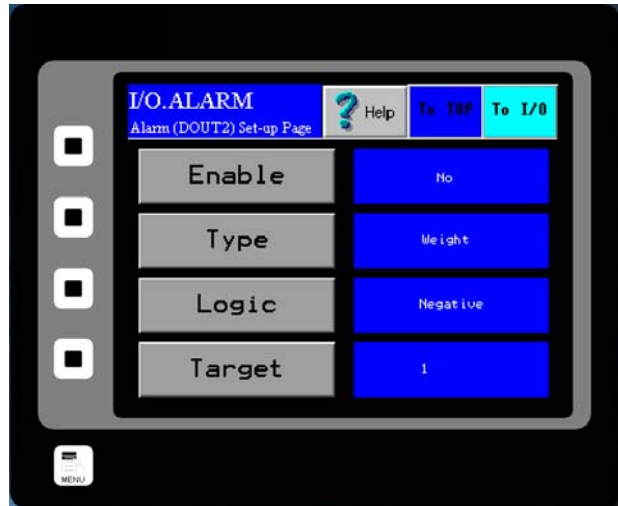 I/O.ALARM
Alarm (DOUT2) Set-up Page
Help
To TOP
To I/O
Enable
No
Type
Weight
Logic
Negative
Target
1
MENU